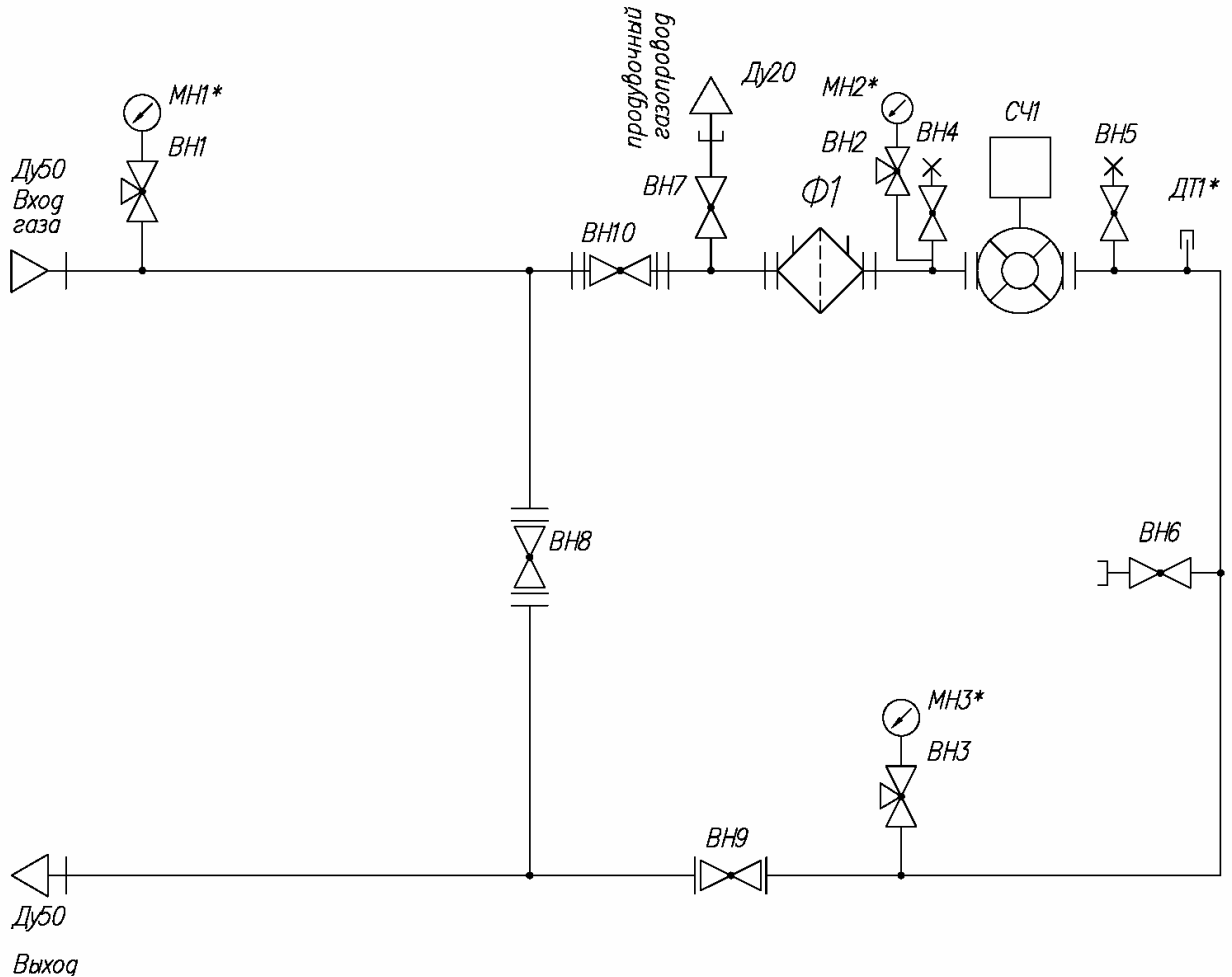 продувочный
газопровод
Ду20
МН1*
ВН1
Ду50
Вход
газа
ВН10
ВН7
Ф1
МН2*
ВН2
ВН4
СЧ1
ВН5
ДТ1*
ВН8
ВН6
МН3*
ВН3
ВН9
Ду50
Выход